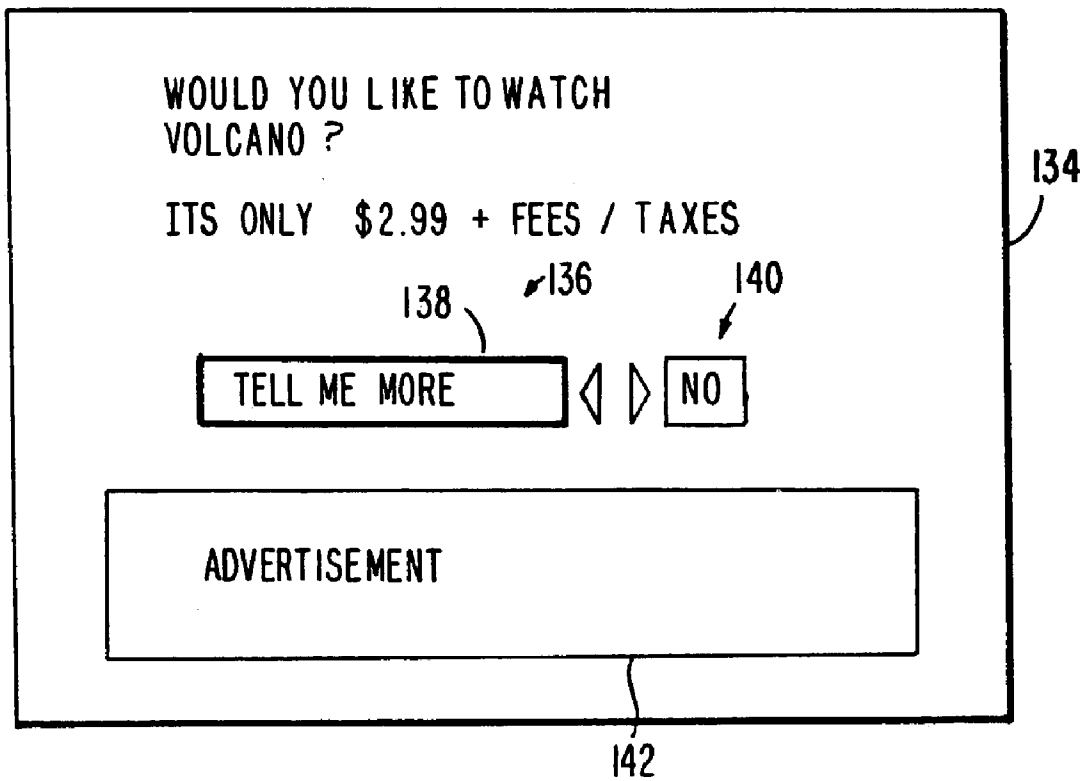 WOULD YOU LIKE TO WATCH
VOLCANO ?
134
ITS ONLY $2.99 + FEES / TAXES
136
140
138
TELL ME MORE
NO
ADVERTISEMENT
142